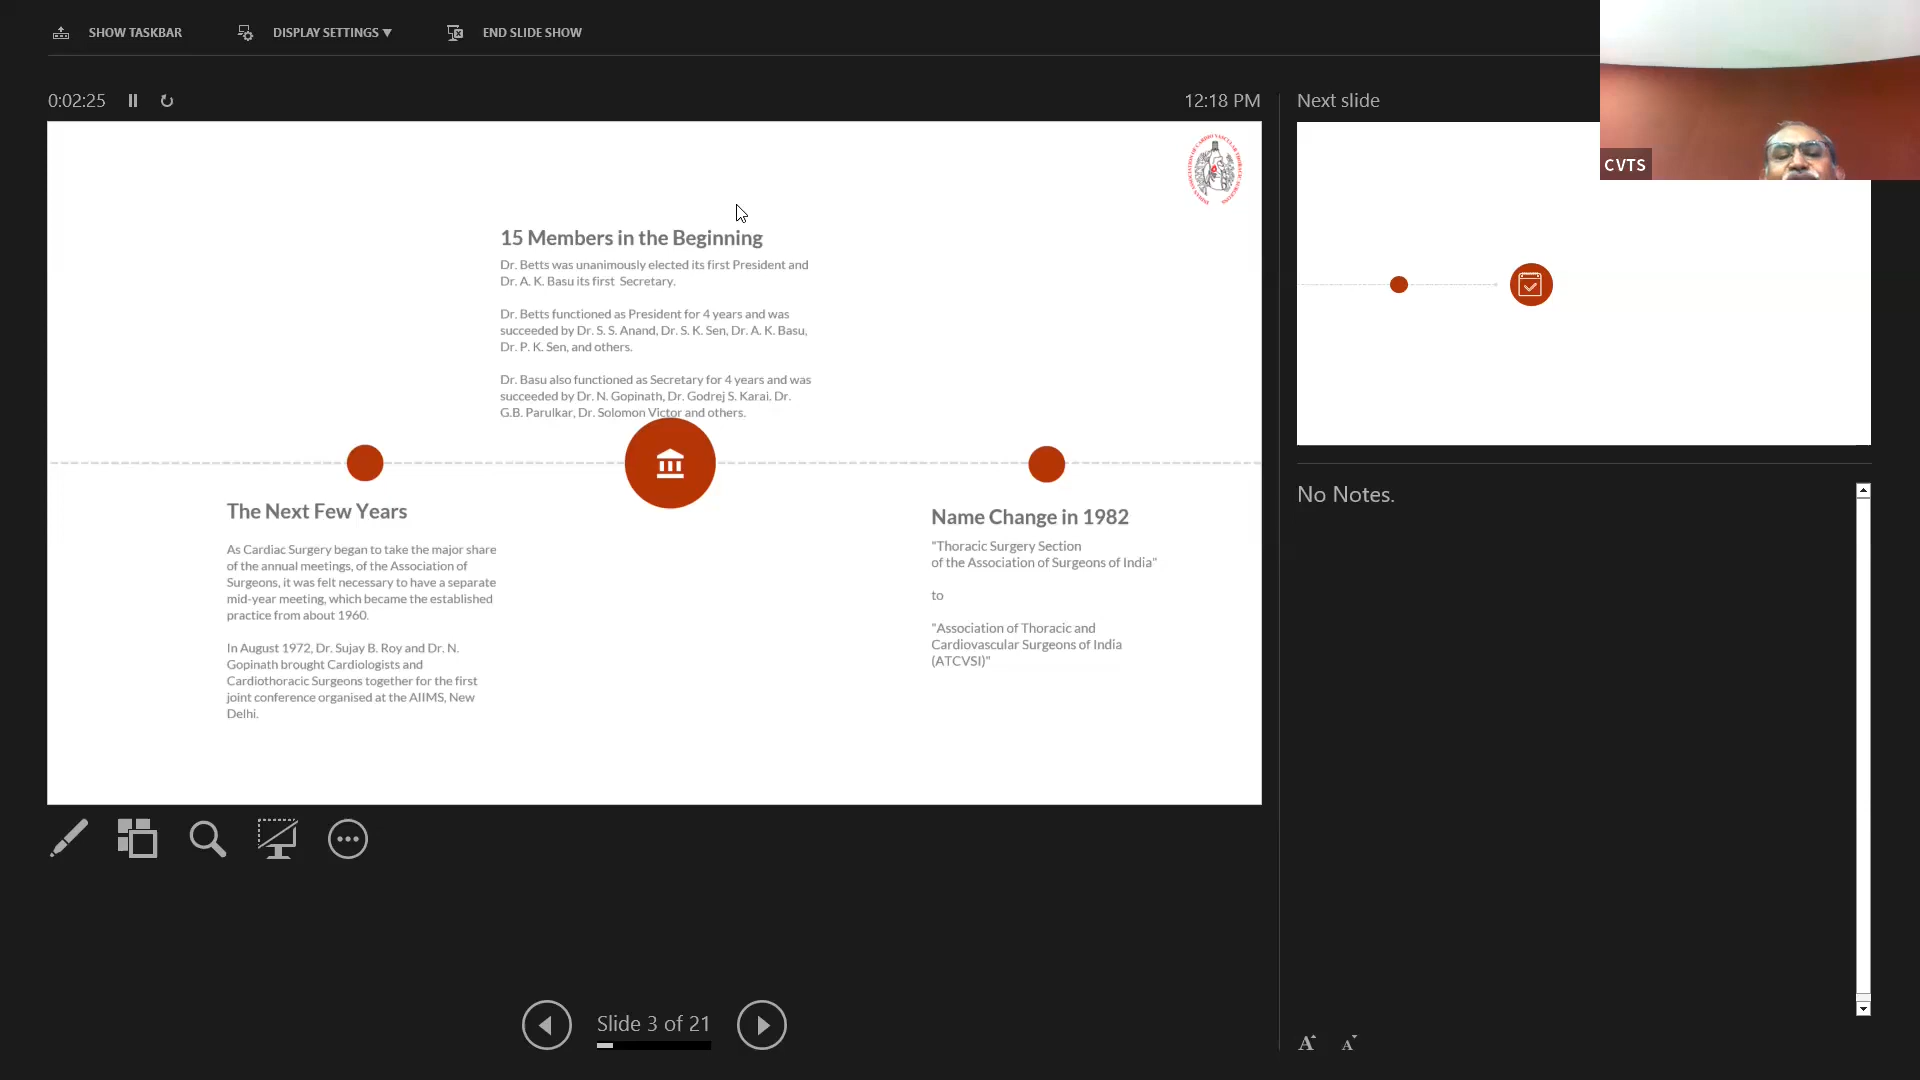 SHOW TASKBAR
DISPLAY SETTINGS ▼
END SLIDE SHOW
0:02:25
12:18 PM
Next slide
CVTS
15 Members in the Beginning
Dr. Betts was unanimously elected its first President and
Dr. A. K. Basu its first Secretary.
Dr. Betts functioned as President for 4 years and was
succeeded by Dr. S. S. Anand, Dr. S. K. Sen, Dr. A. K. Basu,
Dr. P. K. Sen, and others.
Dr. Basu also functioned as Secretary for 4 years and was
succeeded by Dr. N. Gopinath, Dr. Godrej S. Karai. Dr.
G.B. Parulkar, Dr. Solomon Victor and others.
The Next Few Years
As Cardiac Surgery began to take the major share
of the annual meetings, of the Association of
Surgeons, it was felt necessary to have a separate
mid-year meeting, which became the established
practice from about 1960.
In August 1972, Dr. Sujay B. Roy and Dr. N.
Gopinath brought Cardiologists and
Cardiothoracic Surgeons together for the first
joint conference organised at the AIIMS, New
Delhi.
Name Change in 1982
"Thoracic Surgery Section
of the Association of Surgeons of India"
to
"Association of Thoracic and
Cardiovascular Surgeons of India
(ATCVSI)"
INDIAN ASSOCIATION OF CARDIOVASCULAR THORACIC SURGEONS
No Notes.
Slide 3 of 21
A
A